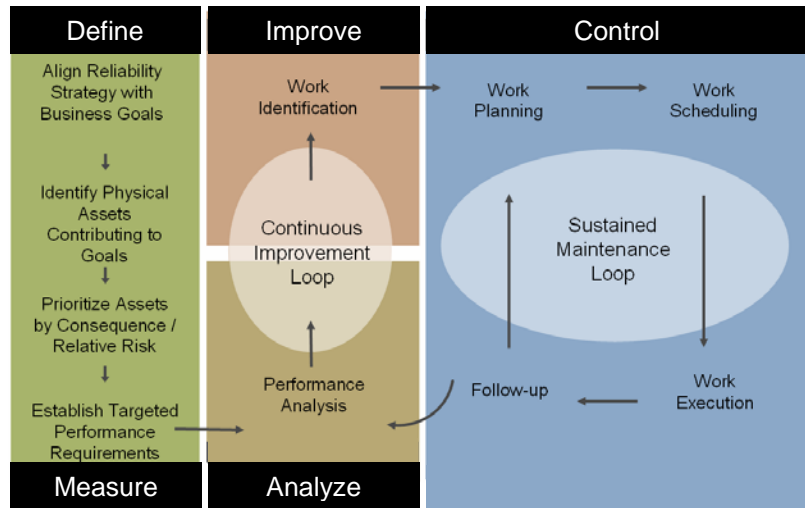 Define
Align Reliability
Strategy with
Business Goals
Identify Physical
Assets
Contributing to
Goals
Prioritize Assets
by Consequence /
Relative Risk
Establish Targeted
Performance
Requirements
Measure
Improve
Work
Identification
Continuous
Improvement
Loop
Performance
Analysis
Analyze
Control
Work
Planning
Work
Scheduling
Sustained
Maintenance
Loop
Follow-up
Work
Execution